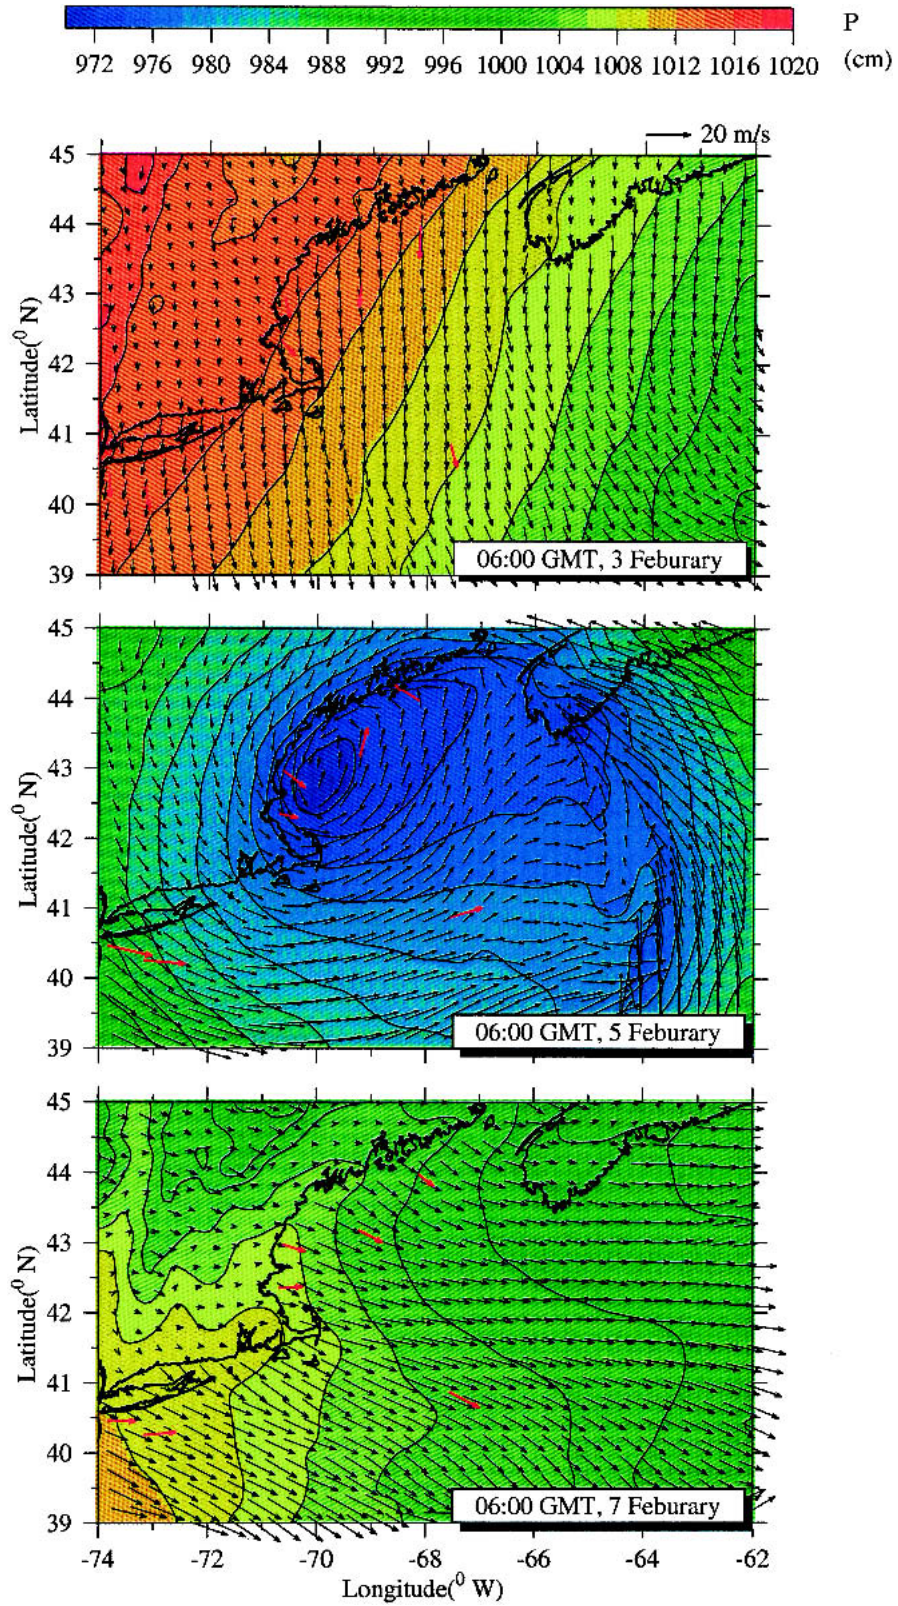 P
972 976 980 984 988 992 996 1000 1004 1008 1012 1016 1020 (cm)
20 m/s
45
44
43
42
41
40
39
Latitude(⁰ N)
06:00 GMT, 3 Feburary
45
44
43
42
41
40
39
Latitude(⁰ N)
06:00 GMT, 5 Feburary
45
44
43
42
41
40
39
Latitude(⁰ N)
06:00 GMT, 7 Feburary
-74 -72 -70 -68 -66 -64 -62
Longitude(⁰ W)